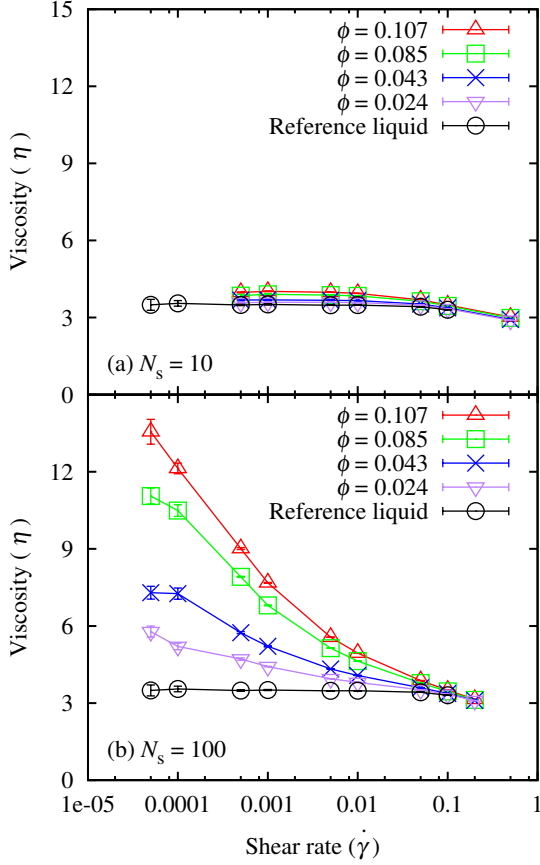 15
12
9
6
3
0
Viscosity ( η )
ϕ = 0.107
ϕ = 0.085
ϕ = 0.043
ϕ = 0.024
Reference liquid
(a) Ns = 10
12
9
6
3
0
Viscosity ( η )
ϕ = 0.107
ϕ = 0.085
ϕ = 0.043
ϕ = 0.024
Reference liquid
(b) Ns = 100
1e-05 0.0001 0.001 0.01 0.1 1
Shear rate (γ̇)